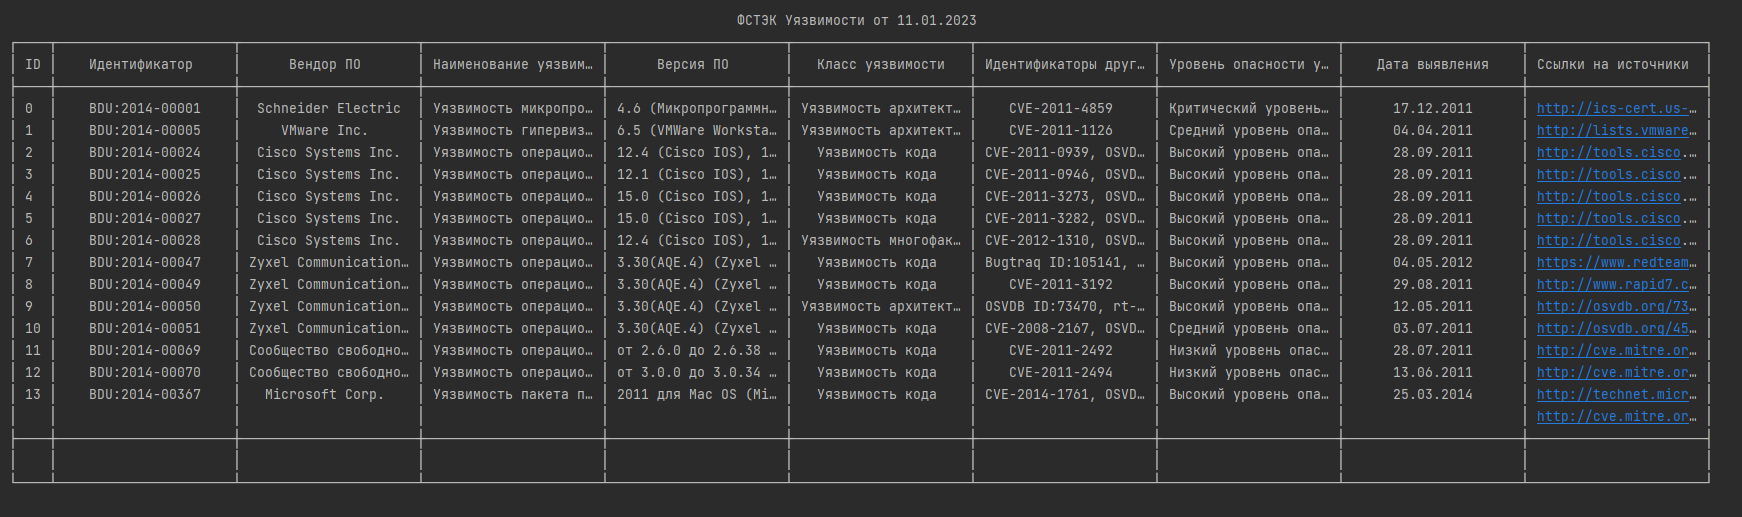 ФСТЭК Уязвимости от 11.01.2023
ID Идентификатор Вендор ПО Наименование уязвим… Версия ПО Класс уязвимости Идентификаторы друг… Уровень опасности у… Дата выявления Ссылки на источники
0 BDU:2014-00001 Schneider Electric Уязвимость микропро… 4.6 (Микропрограммн… Уязвимость архитект… CVE-2011-4859 Критический уровень… 17.12.2011 http://ics-cert.us-…
1 BDU:2014-00005 VMware Inc. Уязвимость гипервиз… 6.5 (VMWare Worksta… Уязвимость архитект… CVE-2011-1126 Средний уровень опа… 04.04.2011 http://lists.vmware…
2 BDU:2014-00024 Cisco Systems Inc. Уязвимость операцио… 12.4 (Cisco IOS), 1… Уязвимость кода CVE-2011-0939, OSVD… Высокий уровень опа… 28.09.2011 http://tools.cisco.…
3 BDU:2014-00025 Cisco Systems Inc. Уязвимость операцио… 12.1 (Cisco IOS), 1… Уязвимость кода CVE-2011-0946, OSVD… Высокий уровень опа… 28.09.2011 http://tools.cisco.…
4 BDU:2014-00026 Cisco Systems Inc. Уязвимость операцио… 15.0 (Cisco IOS), 1… Уязвимость кода CVE-2011-3273, OSVD… Высокий уровень опа… 28.09.2011 http://tools.cisco.…
5 BDU:2014-00027 Cisco Systems Inc. Уязвимость операцио… 15.0 (Cisco IOS), 1… Уязвимость кода CVE-2011-3282, OSVD… Высокий уровень опа… 28.09.2011 http://tools.cisco.…
6 BDU:2014-00028 Cisco Systems Inc. Уязвимость операцио… 12.4 (Cisco IOS), 1… Уязвимость многофак… CVE-2012-1310, OSVD… Высокий уровень опа… 28.09.2011 http://tools.cisco.…
7 BDU:2014-00047 Zyxel Communication… Уязвимость операцио… 3.30(AQE.4) (Zyxel … Уязвимость кода Bugtraq ID:105141, … Высокий уровень опа… 04.05.2012 https://www.redteam…
8 BDU:2014-00049 Zyxel Communication… Уязвимость операцио… 3.30(AQE.4) (Zyxel … Уязвимость кода CVE-2011-3192 Высокий уровень опа… 29.08.2011 http://www.rapid7.c…
9 BDU:2014-00050 Zyxel Communication… Уязвимость операцио… 3.30(AQE.4) (Zyxel … Уязвимость архитект… OSVDB ID:73470, rt-… Высокий уровень опа… 12.05.2011 http://osvdb.org/73…
10 BDU:2014-00051 Zyxel Communication… Уязвимость операцио… 3.30(AQE.4) (Zyxel … Уязвимость кода CVE-2008-2167, OSVD… Средний уровень опа… 03.07.2011 http://osvdb.org/45…
11 BDU:2014-00069 Сообщество свободно… Уязвимость операцио… от 2.6.0 до 2.6.38 … Уязвимость кода CVE-2011-2492 Низкий уровень опас… 28.07.2011 http://cve.mitre.or…
12 BDU:2014-00070 Сообщество свободно… Уязвимость операцио… от 3.0.0 до 3.0.34 … Уязвимость кода CVE-2011-2494 Низкий уровень опас… 13.06.2011 http://cve.mitre.or…
13 BDU:2014-00367 Microsoft Corp. Уязвимость пакета п… 2011 для Mac OS (Mi… Уязвимость кода CVE-2014-1761, OSVD… Высокий уровень опа… 25.03.2014 http://technet.micr…
http://cve.mitre.or…